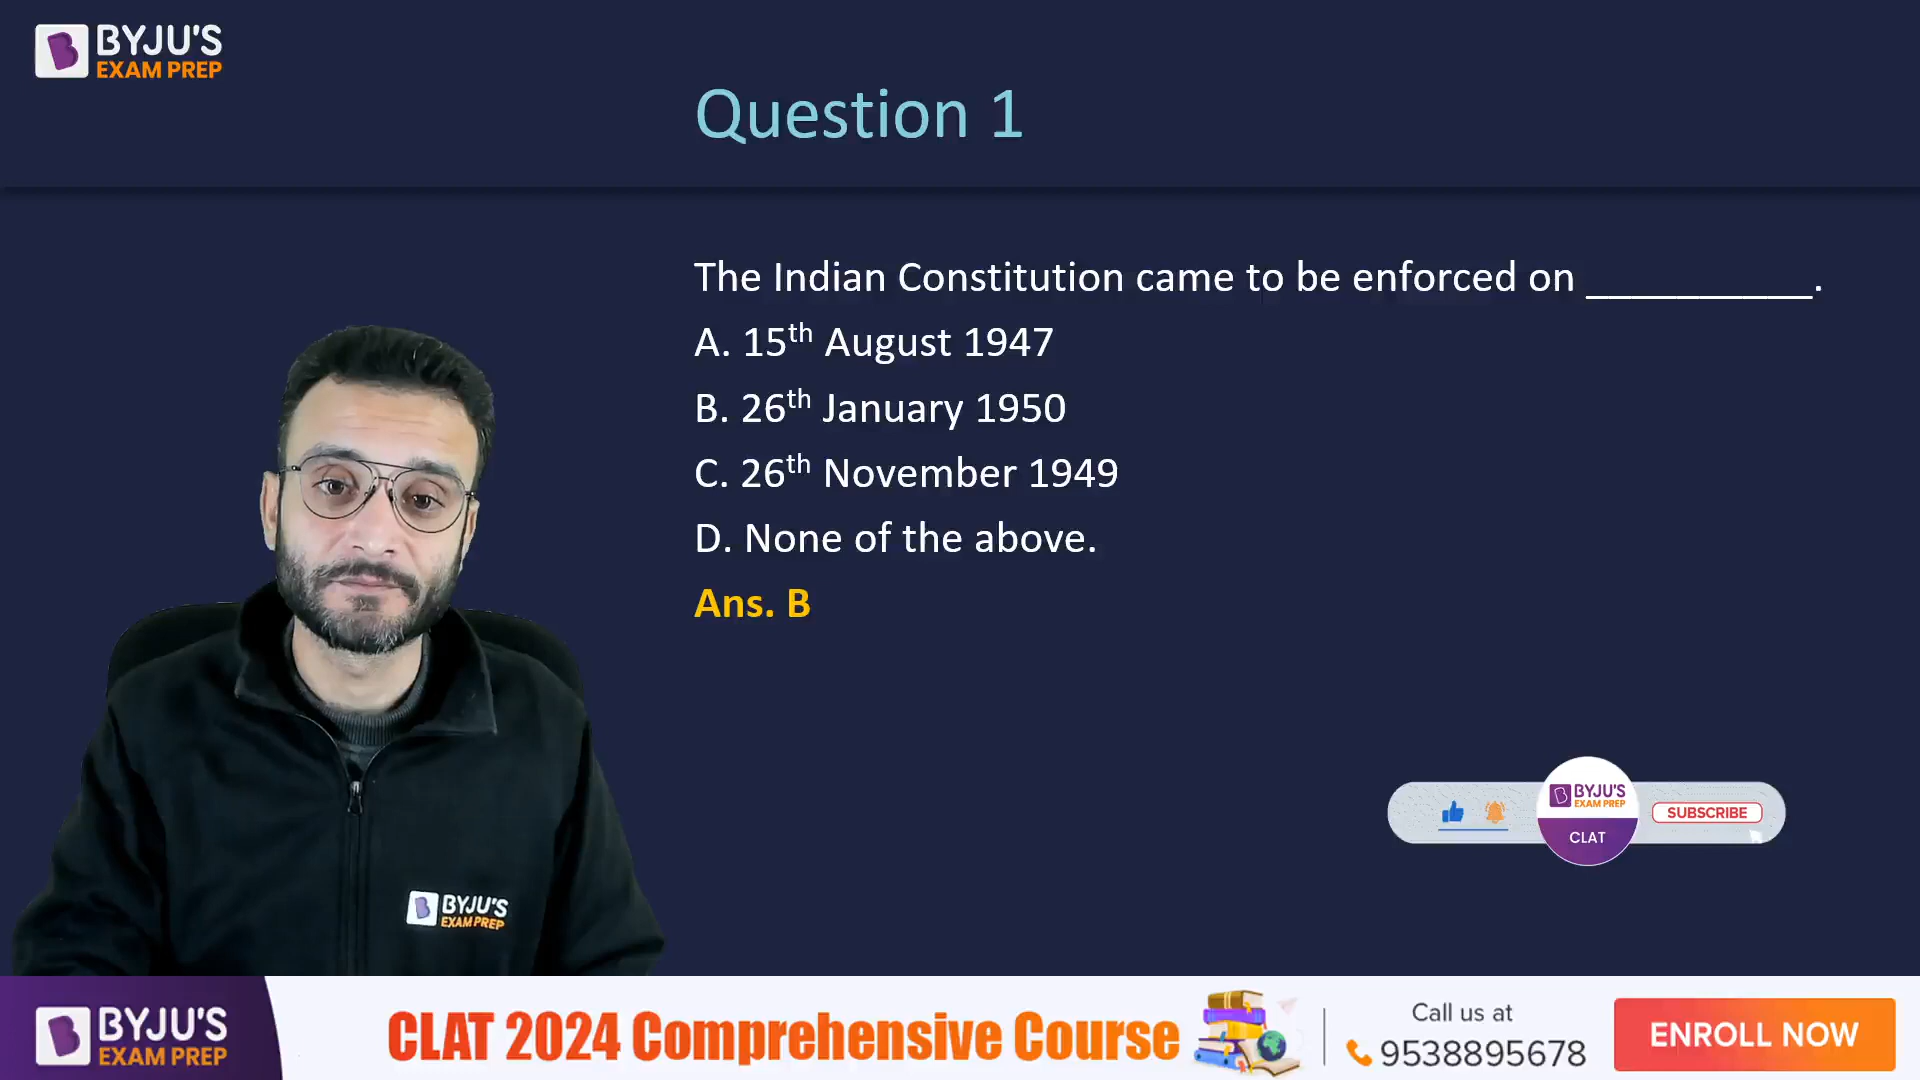 BYJU'S
EXAM PREP
Question 1
The Indian Constitution came to be enforced on __________.
A. 15th August 1947
B. 26th January 1950
C. 26th November 1949
D. None of the above.
Ans. B
BYJU'S
EXAM PREP
CLAT
SUBSCRIBE
BYJU'S
EXAM PREP
BYJU'S
EXAM PREP
CLAT 2024 Comprehensive Course
Call us at
9538895678
ENROLL NOW